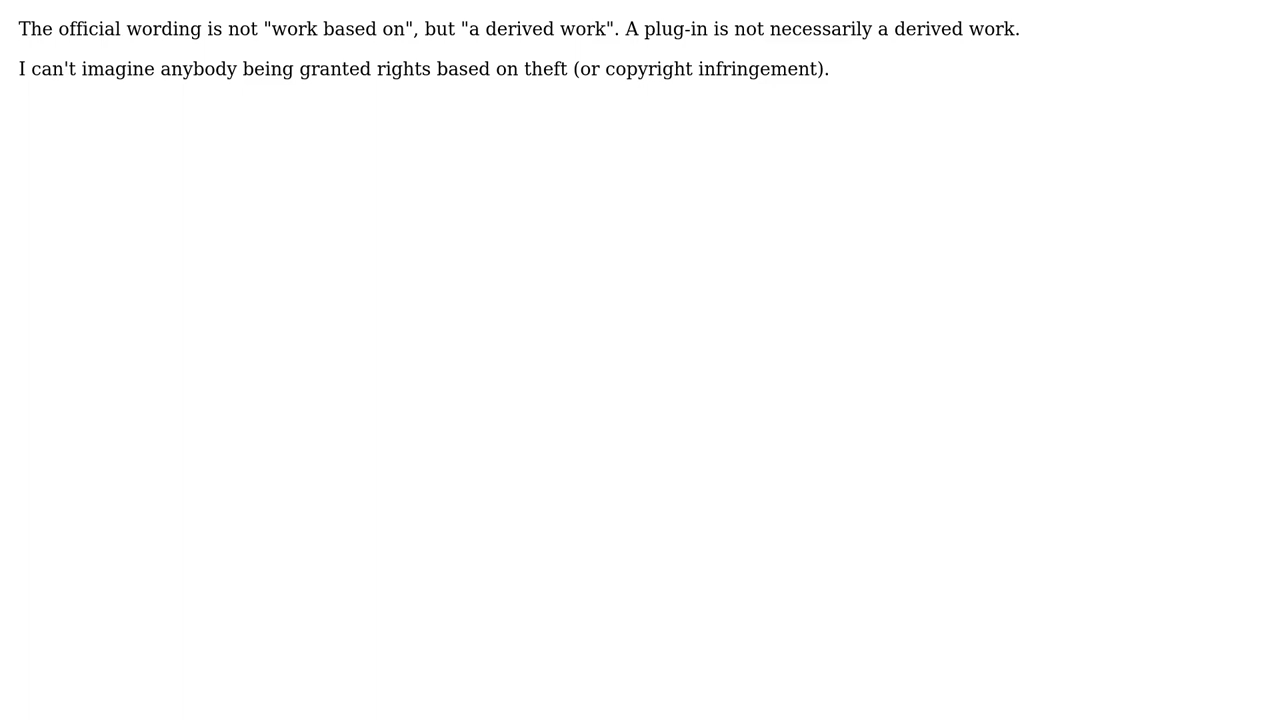 The official wording is not "work based on", but "a derived work". A plug-in is not necessarily a derived work.
I can't imagine anybody being granted rights based on theft (or copyright infringement).